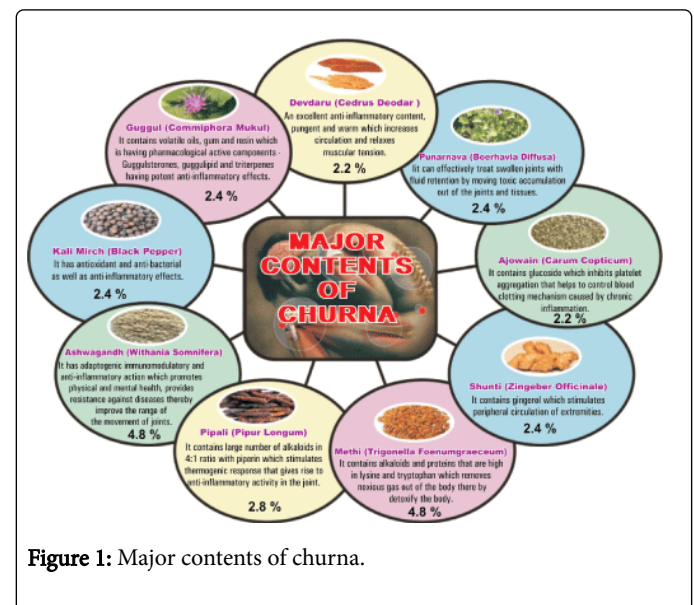 Devdaru (Cedrus Deodar )
An excellent anti-inflammatory content,
pungent and warm which increases
circulation and relaxes
muscular tension.
2.2 %
Punarnava (Beerhavia Diffusa)
Iit can effectively treat swollen joints with
fluid retention by moving toxic accumulation
out of the joints and tissues.
2.4 %
Ajowain (Carum Copticum)
It contains glucoside which inhibits platelet
aggregation that helps to control blood
clotting mechanism caused by chronic
inflammation.
2.2 %
Shunti (Zingeber Officinale)
It contains gingerol which stimulates
peripheral circulation of extremities.
2.4 %
Methi (Trigonella Foenumgraeceum)
It contains alkaloids and proteins that are high
in lysine and tryptophan which removes
noxious gas out of the body there by
detoxify the body.
4.8 %
Pipali (Pipur Longum)
It contains large number of alkaloids in
4:1 ratio with piperin which stimulates
thermogenic response that gives rise to
anti-inflammatory activity in the joint.
2.8 %
Ashwagandh (Withania Somnifera)
It has adaptogenic immunomodulatory and
anti-inflammatory action which promotes
physical and mental health, provides
resistance against diseases thereby
improve the range of
the movement of joints.
4.8 %
Kali Mirch (Black Pepper)
It has antioxidant and anti-bacterial
as well as anti-inflammatory effects.
2.4 %
Guggul (Commiphora Mukul)
It contains volatile oils, gum and resin which
is having pharmacological active components -
Guggulsterones, guggulipid and triterpenes
having potent anti-inflammatory effects.
2.4 %
MAJOR
CONTENTS
OF
CHURNA
Figure 1: Major contents of churna.